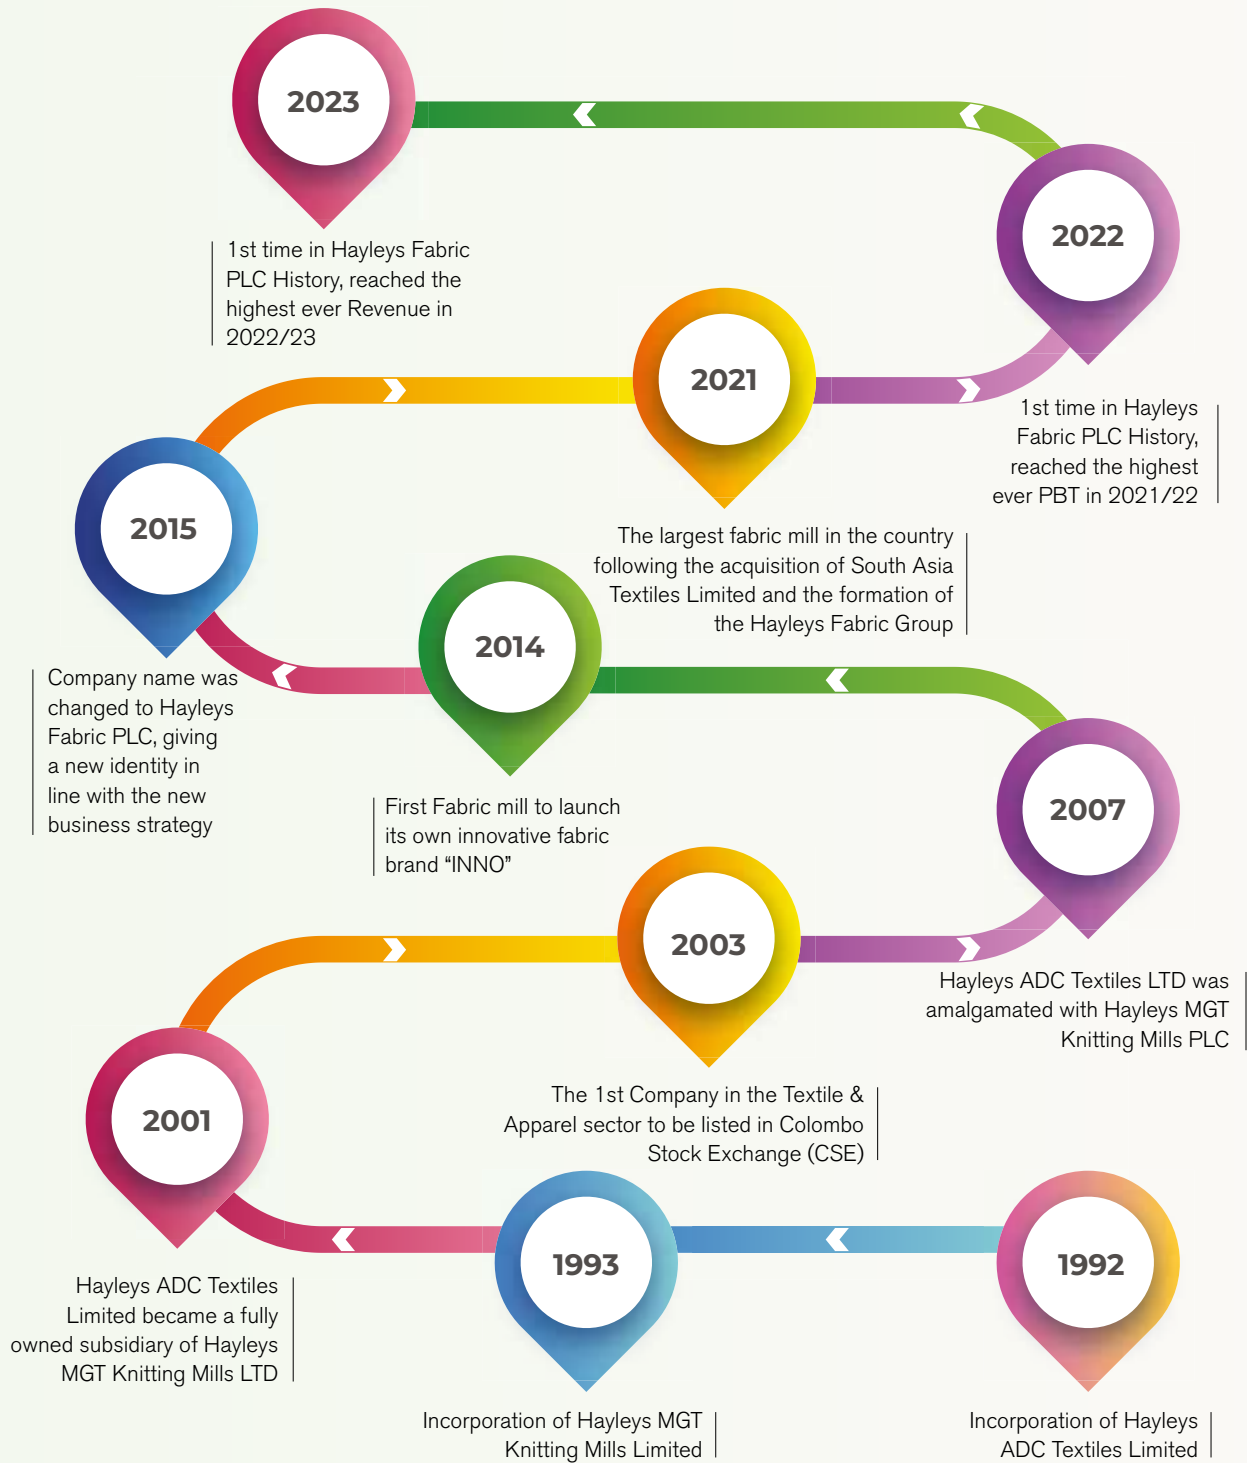 2023
1st time in Hayleys Fabric
PLC History, reached the
highest ever Revenue in
2022/23
2022
1st time in Hayleys
Fabric PLC History,
reached the highest
ever PBT in 2021/22
2021
The largest fabric mill in the country
following the acquisition of South Asia
Textiles Limited and the formation of
the Hayleys Fabric Group
2015
Company name was
changed to Hayleys
Fabric PLC, giving
a new identity in
line with the new
business strategy
2014
First Fabric mill to launch
its own innovative fabric
brand “INNO”
2007
Hayleys ADC Textiles LTD was
amalgamated with Hayleys MGT
Knitting Mills PLC
2003
The 1st Company in the Textile &
Apparel sector to be listed in Colombo
Stock Exchange (CSE)
2001
Hayleys ADC Textiles
Limited became a fully
owned subsidiary of Hayleys
MGT Knitting Mills LTD
1993
Incorporation of Hayleys MGT
Knitting Mills Limited
1992
Incorporation of Hayleys
ADC Textiles Limited